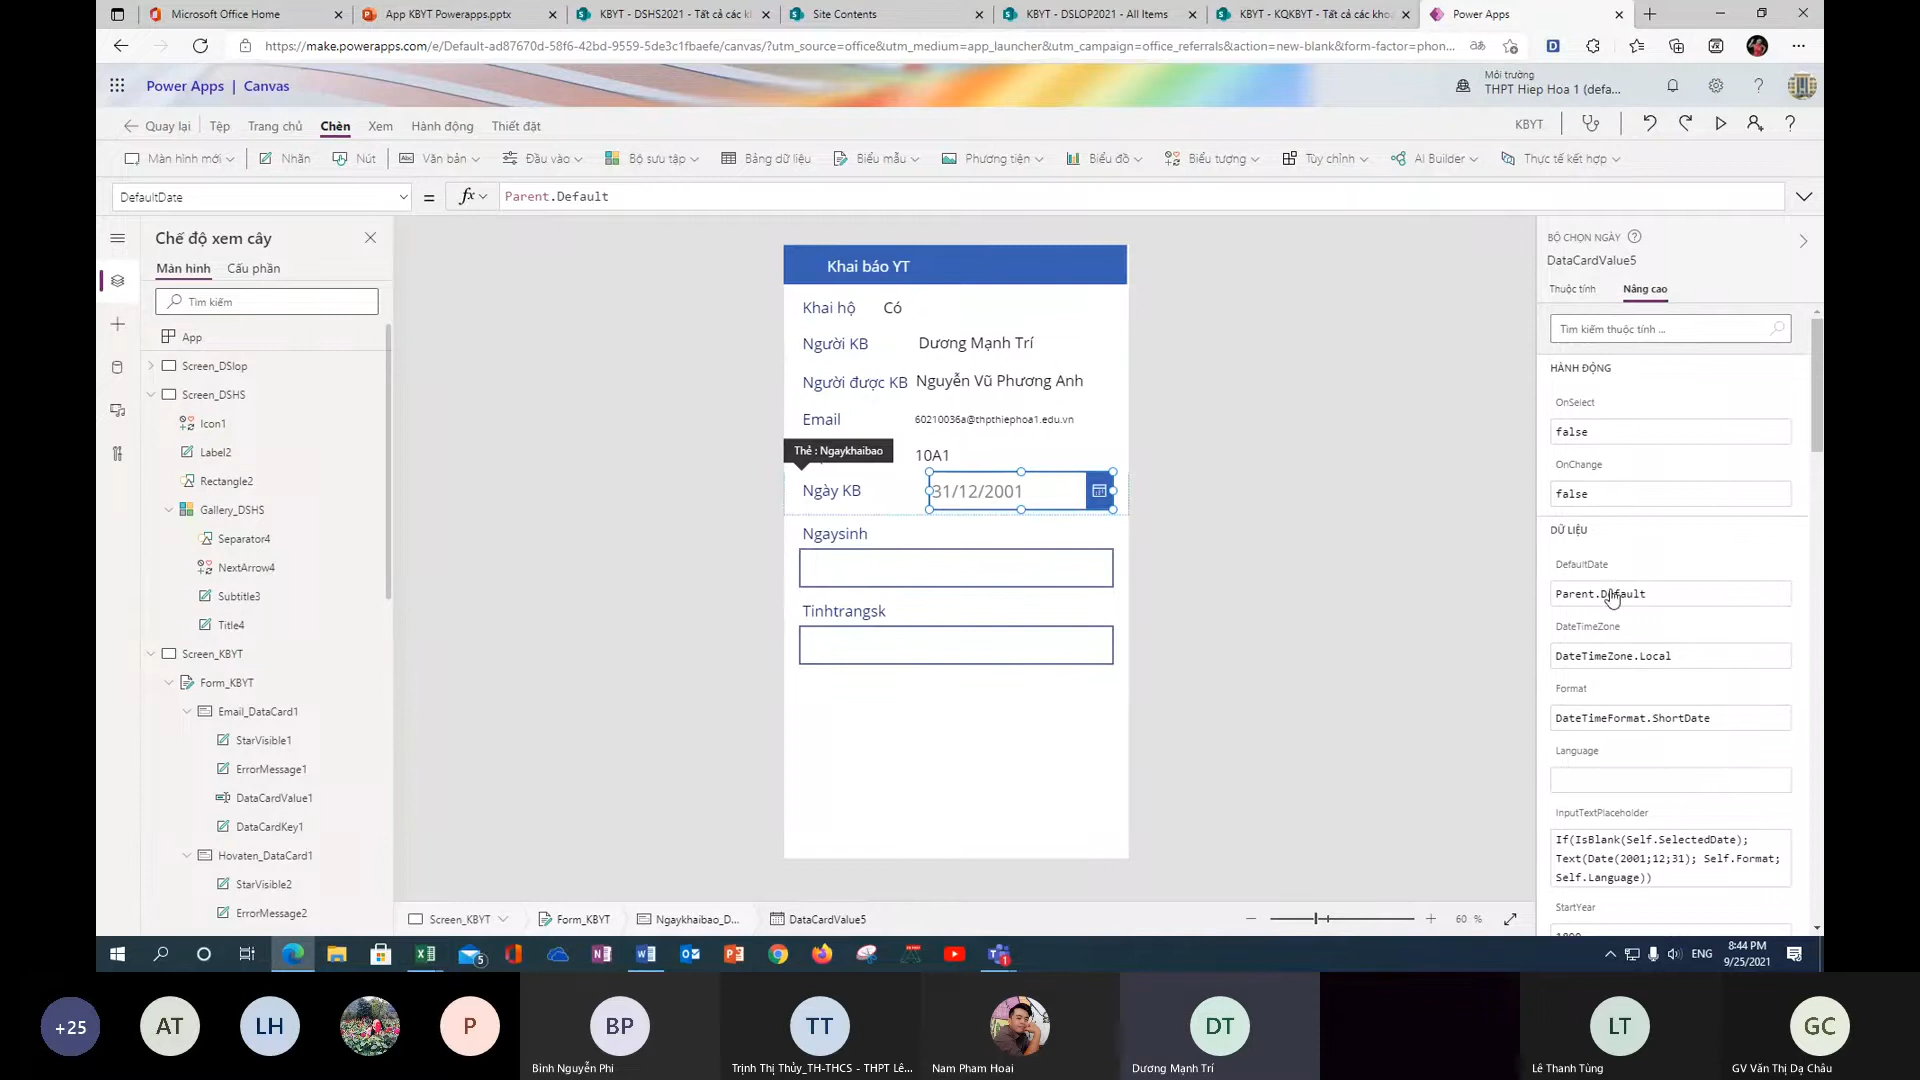 Microsoft Office Home
App KBYT Powerapps.pptx
KBYT - DSHS2021 - Tất cả các k
Site Contents
KBYT - DSLOP2021 - All Items
KBYT - KQKBYT - Tất cả các kho
Power Apps
https://make.powerapps.com/e/Default-ad87670d-58f6-42bd-9559-5de3c1fbaefe/canvas/?utm_source=office&utm_medium=app_launcher&utm_campaign=office_referrals&action=new-blank&form-factor=phon...
Power Apps | Canvas
Môi trường
THPT Hiep Hoa 1 (defa...
Quay lại
Tệp
Trang chủ
Chèn
Xem
Hành động
Thiết đặt
KBYT
Màn hình mới
Nhãn
Nút
Văn bản
Đầu vào
Bộ sưu tập
Bảng dữ liệu
Biểu mẫu
Phương tiện
Biểu đồ
Biểu tượng
Tùy chỉnh
AI Builder
Thực tế kết hợp
DefaultDate
=
fx
Parent.Default
Chế độ xem cây
Màn hình
Cấu phần
Tìm kiếm
App
Screen_DSlop
Screen_DSHS
Icon1
Label2
Rectangle2
Gallery_DSHS
Separator4
NextArrow4
Subtitle3
Title4
Screen_KBYT
Form_KBYT
Email_DataCard1
StarVisible1
ErrorMessage1
DataCardValue1
DataCardKey1
Hovaten_DataCard1
StarVisible2
ErrorMessage2
Khai báo YT
Khai hộ Có
Người KB Dương Mạnh Trí
Người được KB Nguyễn Vũ Phương Anh
Email 60210036a@thpthiephoa1.edu.vn
Thẻ : Ngaykhaibao
10A1
Ngày KB 31/12/2001
Ngaysinh
Tinhtrangsk
BỘ CHỌN NGÀY
DataCardValue5
Thuộc tính
Nâng cao
Tìm kiếm thuộc tính ...
HÀNH ĐỘNG
OnSelect
false
OnChange
false
DỮ LIỆU
DefaultDate
Parent.Default
DateTimeZone
DateTimeZone.Local
Format
DateTimeFormat.ShortDate
Language
InputTextPlaceholder
If(IsBlank(Self.SelectedDate);
Text(Date(2001;12;31); Self.Format;
Self.Language))
StartYear
Screen_KBYT
Form_KBYT
Ngaykhaibao_D...
DataCardValue5
60 %
5
1
ENG
8:44 PM
9/25/2021
+25
AT
LH
P
BP
TT
DT
LT
GC
Bình Nguyễn Phi
Trịnh Thị Thủy_TH-THCS - THPT Lê...
Nam Pham Hoai
Dương Mạnh Trí
Lê Thanh Tùng
GV Văn Thị Dạ Châu